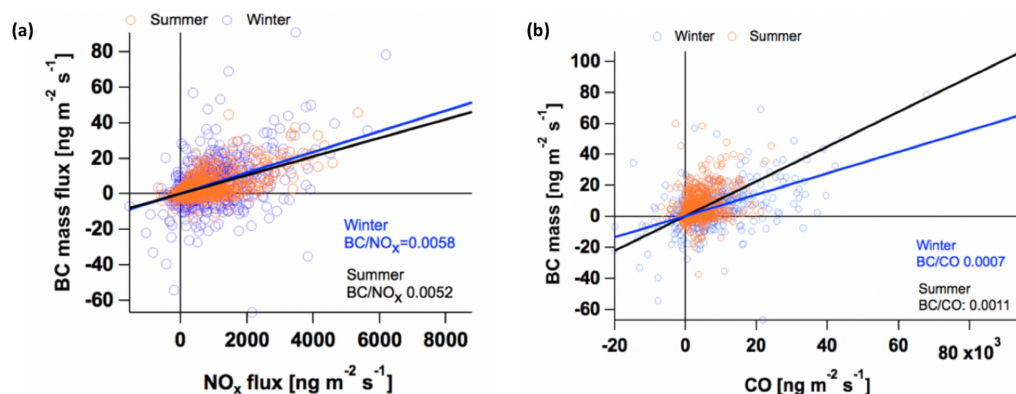 (a)
Summer Winter
BC mass flux [ng m⁻² s⁻¹]
80
60
40
20
0
-20
-40
-60
Winter
BC/NOₓ=0.0058
Summer
BC/NOₓ 0.0052
0 2000 4000 6000 8000
NOₓ flux [ng m⁻² s⁻¹]
(b)
Winter Summer
BC mass [ng m⁻² s⁻¹]
100
80
60
40
20
0
-20
-40
-60
Winter
BC/CO 0.0007
Summer
BC/CO: 0.0011
-20 0 20 40 60 80 x10³
CO [ng m⁻² s⁻¹]